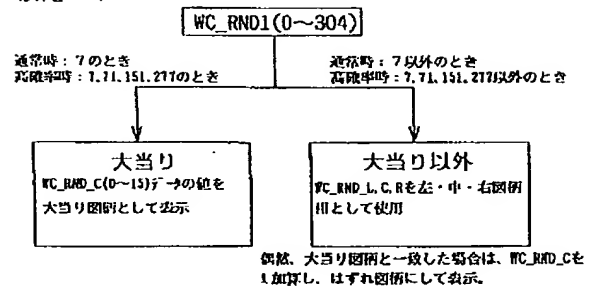 WC_RND1(0～304)
通常時：7のとき
高確率時：7,71,151,277のとき
通常時：7以外のとき
高確率時：7,71,151,277以外のとき
大当り
WC_RND_C(0～15)データの値を
大当り図柄として表示
大当り以外
WC_RND_L,C,Rを左・中・右図柄
用として使用
偶然、大当り図柄と一致した場合は、WC_RND_Cを
1加算し、はずれ図柄にして表示。